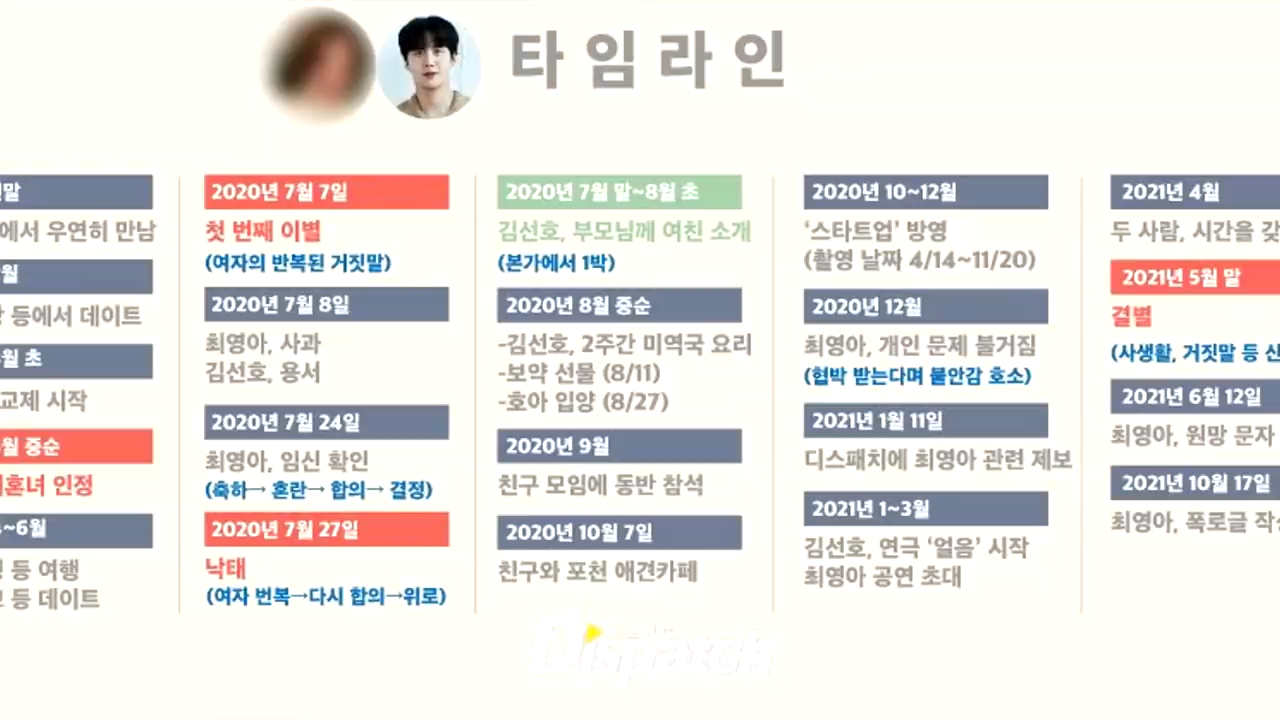 타임라인
말
에서 우연히 만남
월
등에서 데이트
월 초
교제 시작
월 중순
혼녀 인정
~6월
등 여행
등 데이트
2020년 7월 7일
첫 번째 이별
(여자의 반복된 거짓말)
2020년 7월 8일
최영아, 사과
김선호, 용서
2020년 7월 24일
최영아, 임신 확인
(축하→ 혼란→ 합의→ 결정)
2020년 7월 27일
낙태
(여자 번복→다시 합의→위로)
2020년 7월 말~8월 초
김선호, 부모님께 여친 소개
(본가에서 1박)
2020년 8월 중순
-김선호, 2주간 미역국 요리
-보약 선물 (8/11)
-호아 입양 (8/27)
2020년 9월
친구 모임에 동반 참석
2020년 10월 7일
친구와 포천 애견카페
2020년 10~12월
‘스타트업’ 방영
(촬영 날짜 4/14~11/20)
2020년 12월
최영아, 개인 문제 불거짐
(협박 받는다며 불안감 호소)
2021년 1월 11일
디스패치에 최영아 관련 제보
2021년 1~3월
김선호, 연극 ‘얼음’ 시작
최영아 공연 초대
2021년 4월
두 사람, 시간을 갖
2021년 5월 말
결별
(사생활, 거짓말 등 신
2021년 6월 12일
최영아, 원망 문자
2021년 10월 17일
최영아, 폭로글 작
Dispatch